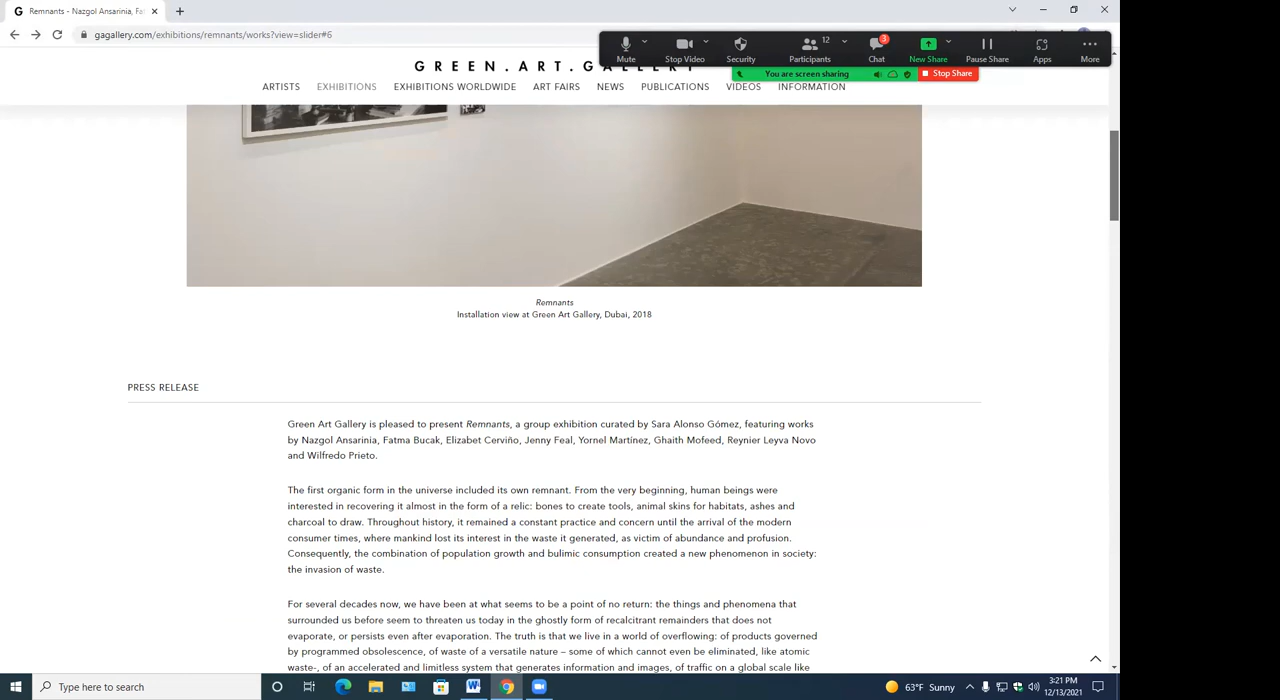 Remnants - Nazgol Ansarinia, Fa
gagallery.com/exhibitions/remnants/works?view=slider#6
Mute
Stop Video
Security
12
Participants
3
Chat
New Share
Pause Share
Apps
More
You are screen sharing
Stop Share
GREEN.ART.GALLERY
ARTISTS
EXHIBITIONS
EXHIBITIONS WORLDWIDE
ART FAIRS
NEWS
PUBLICATIONS
VIDEOS
INFORMATION
Remnants
Installation view at Green Art Gallery, Dubai, 2018
PRESS RELEASE
Green Art Gallery is pleased to present Remnants, a group exhibition curated by Sara Alonso Gómez, featuring works
by Nazgol Ansarinia, Fatma Bucak, Elizabet Cerviño, Jenny Feal, Yornel Martínez, Ghaith Mofeed, Reynier Leyva Novo
and Wilfredo Prieto.
The first organic form in the universe included its own remnant. From the very beginning, human beings were
interested in recovering it almost in the form of a relic: bones to create tools, animal skins for habitats, ashes and
charcoal to draw. Throughout history, it remained a constant practice and concern until the arrival of the modern
consumer times, where mankind lost its interest in the waste it generated, as victim of abundance and profusion.
Consequently, the combination of population growth and bulimic consumption created a new phenomenon in society:
the invasion of waste.
For several decades now, we have been at what seems to be a point of no return: the things and phenomena that
surrounded us before seem to threaten us today in the ghostly form of recalcitrant remainders that does not
evaporate, or persists even after evaporation. The truth is that we live in a world of overflowing: of products governed
by programmed obsolescence, of waste of a versatile nature – some of which cannot even be eliminated, like atomic
waste-, of an accelerated and limitless system that generates information and images, of traffic on a global scale like
Type here to search
63°F Sunny
3:21 PM
12/13/2021